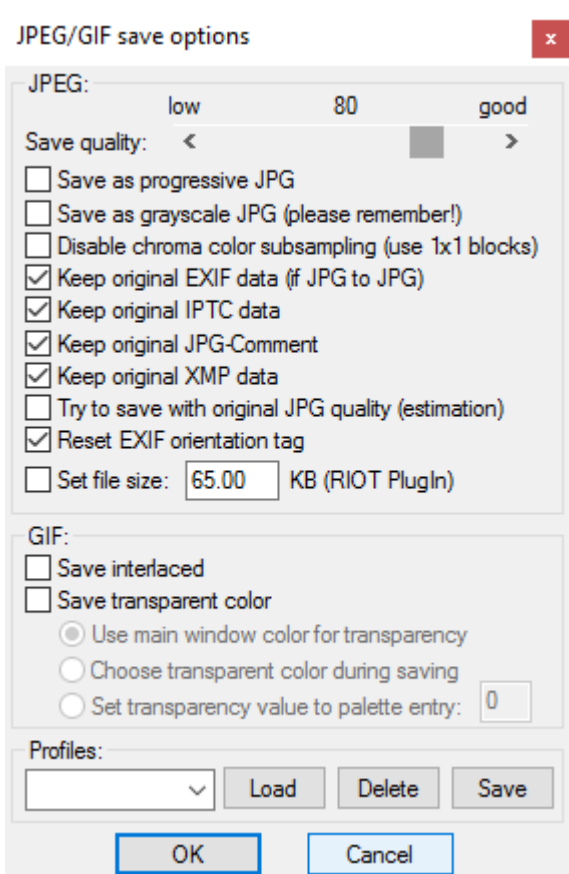 JPEG/GIF save options
x
JPEG:
low 80 good
Save quality: < >
Save as progressive JPG
Save as grayscale JPG (please remember!)
Disable chroma color subsampling (use 1x1 blocks)
Keep original EXIF data (if JPG to JPG)
Keep original IPTC data
Keep original JPG-Comment
Keep original XMP data
Try to save with original JPG quality (estimation)
Reset EXIF orientation tag
Set file size: 65.00 KB (RIOT PlugIn)
GIF:
Save interlaced
Save transparent color
Use main window color for transparency
Choose transparent color during saving
Set transparency value to palette entry: 0
Profiles:
Load Delete Save
OK Cancel